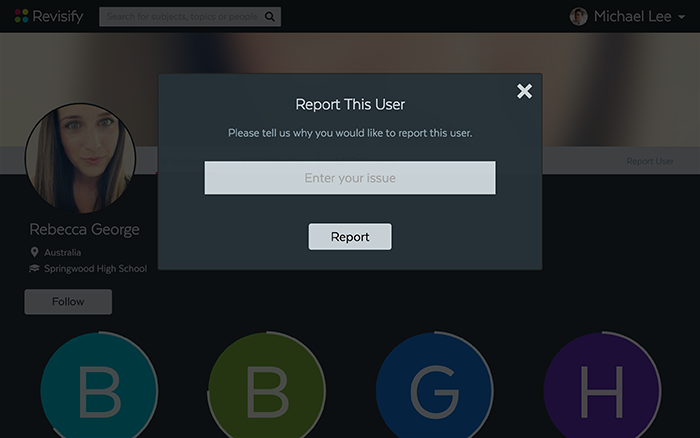 Revisify
Search for subjects, topics or people
Michael Lee
Report This User
Please tell us why you would like to report this user.
Enter your issue
Report
Report User
Rebecca George
Australia
Springwood High School
Follow
B
B
G
H